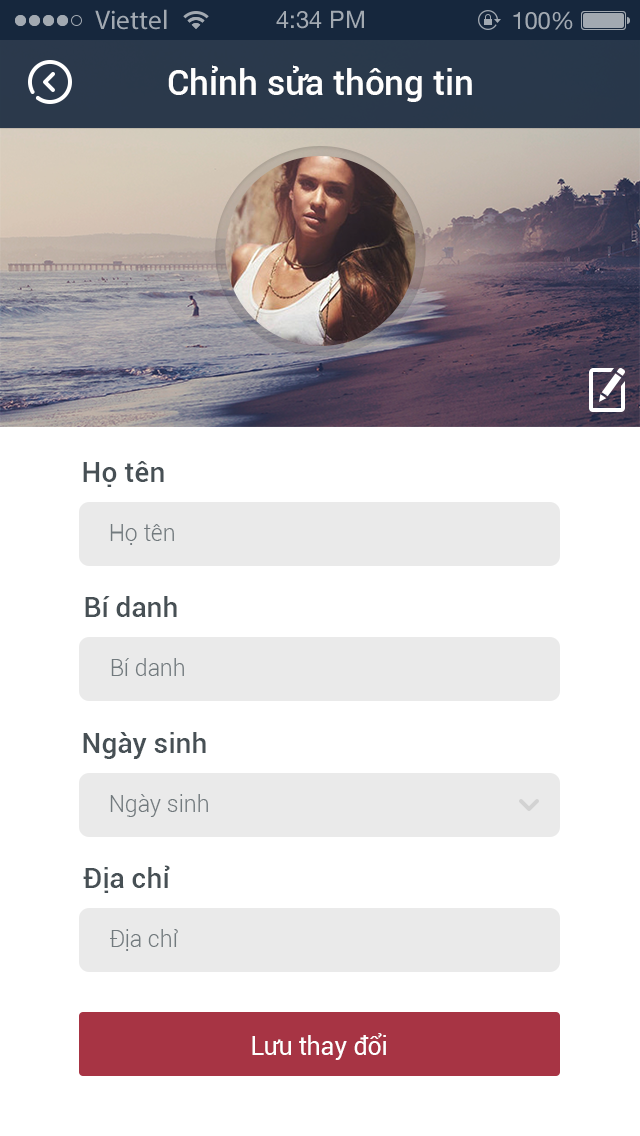 Viettel 4:34 PM 100%
Chỉnh sửa thông tin
Họ tên
Họ tên
Bí danh
Bí danh
Ngày sinh
Ngày sinh
Địa chỉ
Địa chỉ
Lưu thay đổi